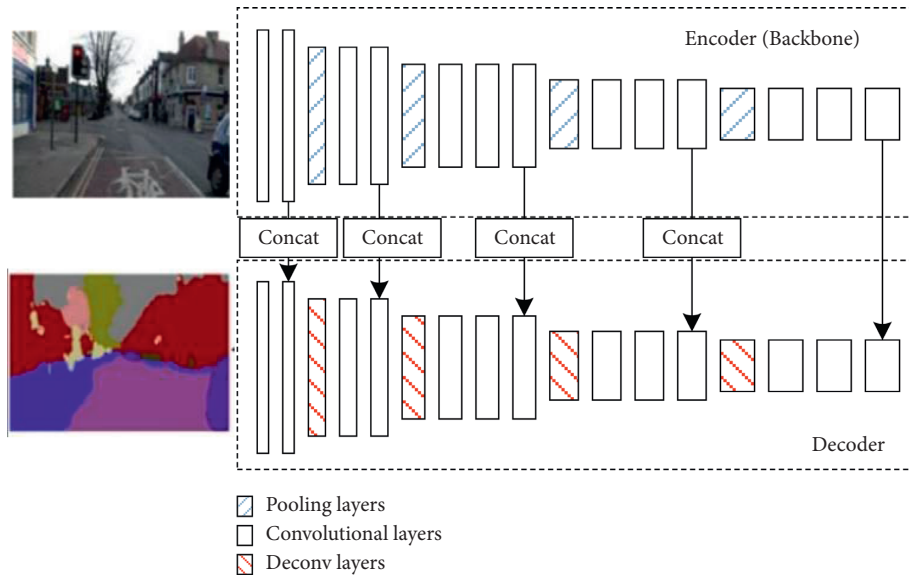 Encoder (Backbone)
Concat
Concat
Concat
Concat
Decoder
Pooling layers
Convolutional layers
Deconv layers